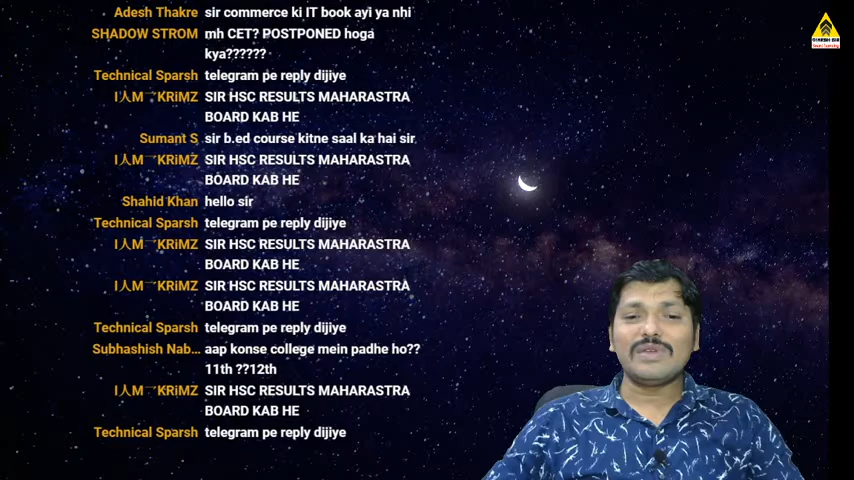 Adesh Thakre sir commerce ki IT book ayi ya nhi
SHADOW STROM mh CET? POSTPONED hoga
kya??????
Technical Sparsh telegram pe reply dijiye
SIR HSC RESULTS MAHARASTRA
BOARD KAB HE
Sumant S sir b.ed course kitne saal ka hai sir
SIR HSC RESULTS MAHARASTRA
BOARD KAB HE
Shahid Khan hello sir
Technical Sparsh telegram pe reply dijiye
SIR HSC RESULTS MAHARASTRA
BOARD KAB HE
SIR HSC RESULTS MAHARASTRA
BOARD KAB HE
Technical Sparsh telegram pe reply dijiye
Subhashish Nab... aap konse college mein padhe ho??
11th ??12th
SIR HSC RESULTS MAHARASTRA
BOARD KAB HE
Technical Sparsh telegram pe reply dijiye
DINESH SIR